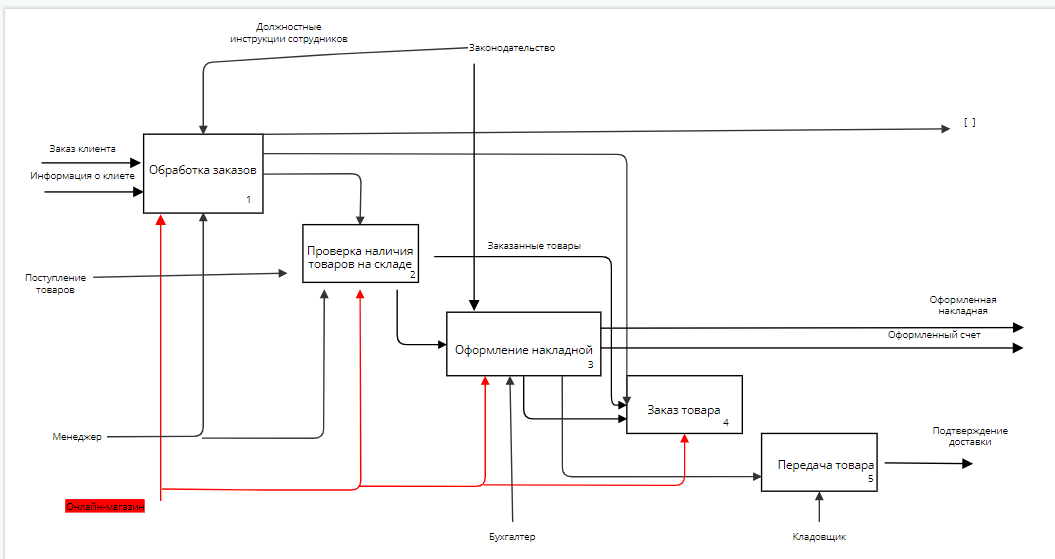 Должностные
инструкции сотрудников
Законодательство
[ ]
Заказ клиента
Информация о клиете
Обработка заказов
1
Проверка наличия
товаров на складе
2
Заказанные товары
Поступление
товаров
Оформленная
накладная
Оформленный счет
Оформление накладной
3
Заказ товара
4
Менеджер
Подтверждение
доставки
Передача товара
5
Онлайн-магазин
Бухгалтер
Кладовщик